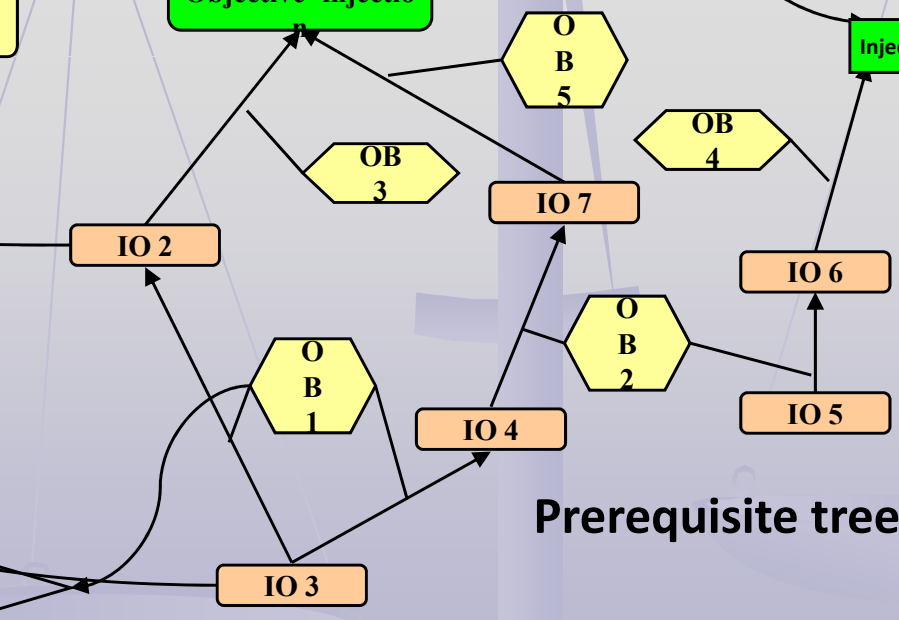 Objective injectio
n
O
B
5
Injec
OB
4
OB
3
IO 7
IO 2
IO 6
O
B
2
O
B
1
IO 5
IO 4
Prerequisite tree
IO 3